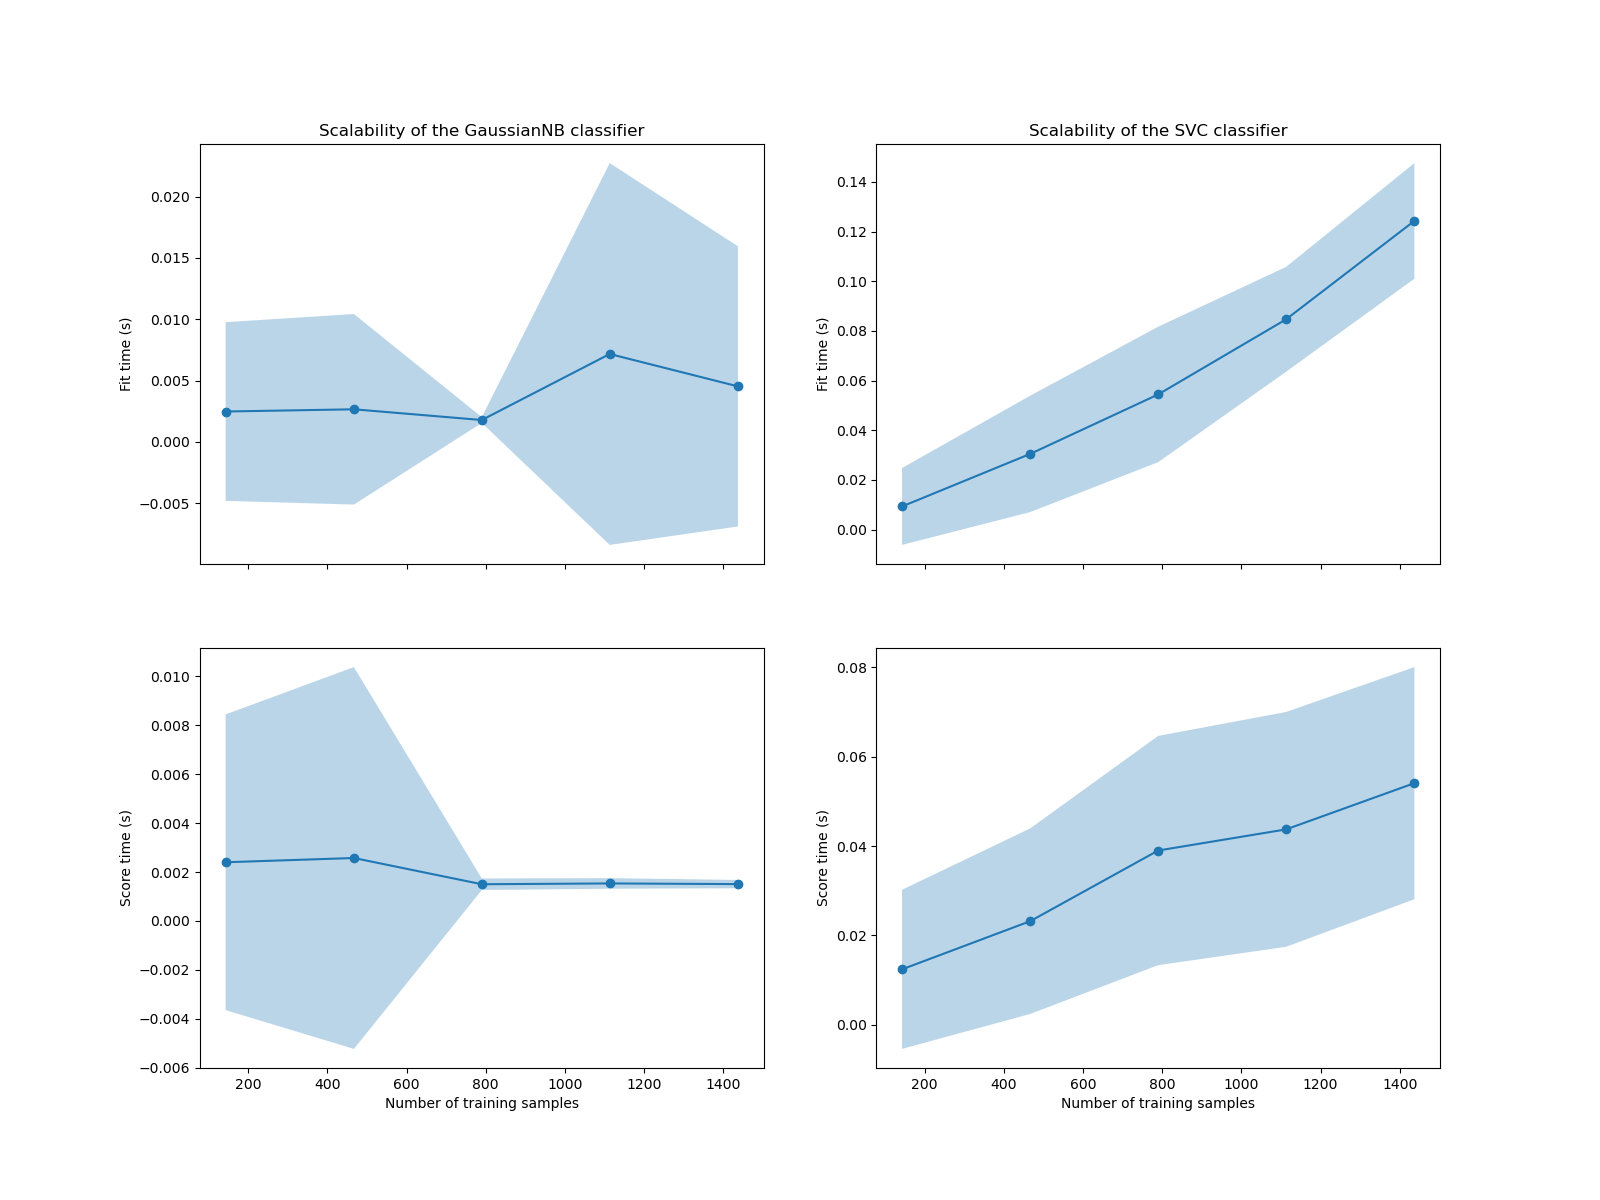 Scalability of the GaussianNB classifier
Fit time (s)
0.020
0.015
0.010
0.005
0.000
−0.005
Scalability of the SVC classifier
Fit time (s)
0.14
0.12
0.10
0.08
0.06
0.04
0.02
0.00
Score time (s)
0.010
0.008
0.006
0.004
0.002
0.000
−0.002
−0.004
−0.006
200 400 600 800 1000 1200 1400
Number of training samples
Score time (s)
0.08
0.06
0.04
0.02
0.00
200 400 600 800 1000 1200 1400
Number of training samples